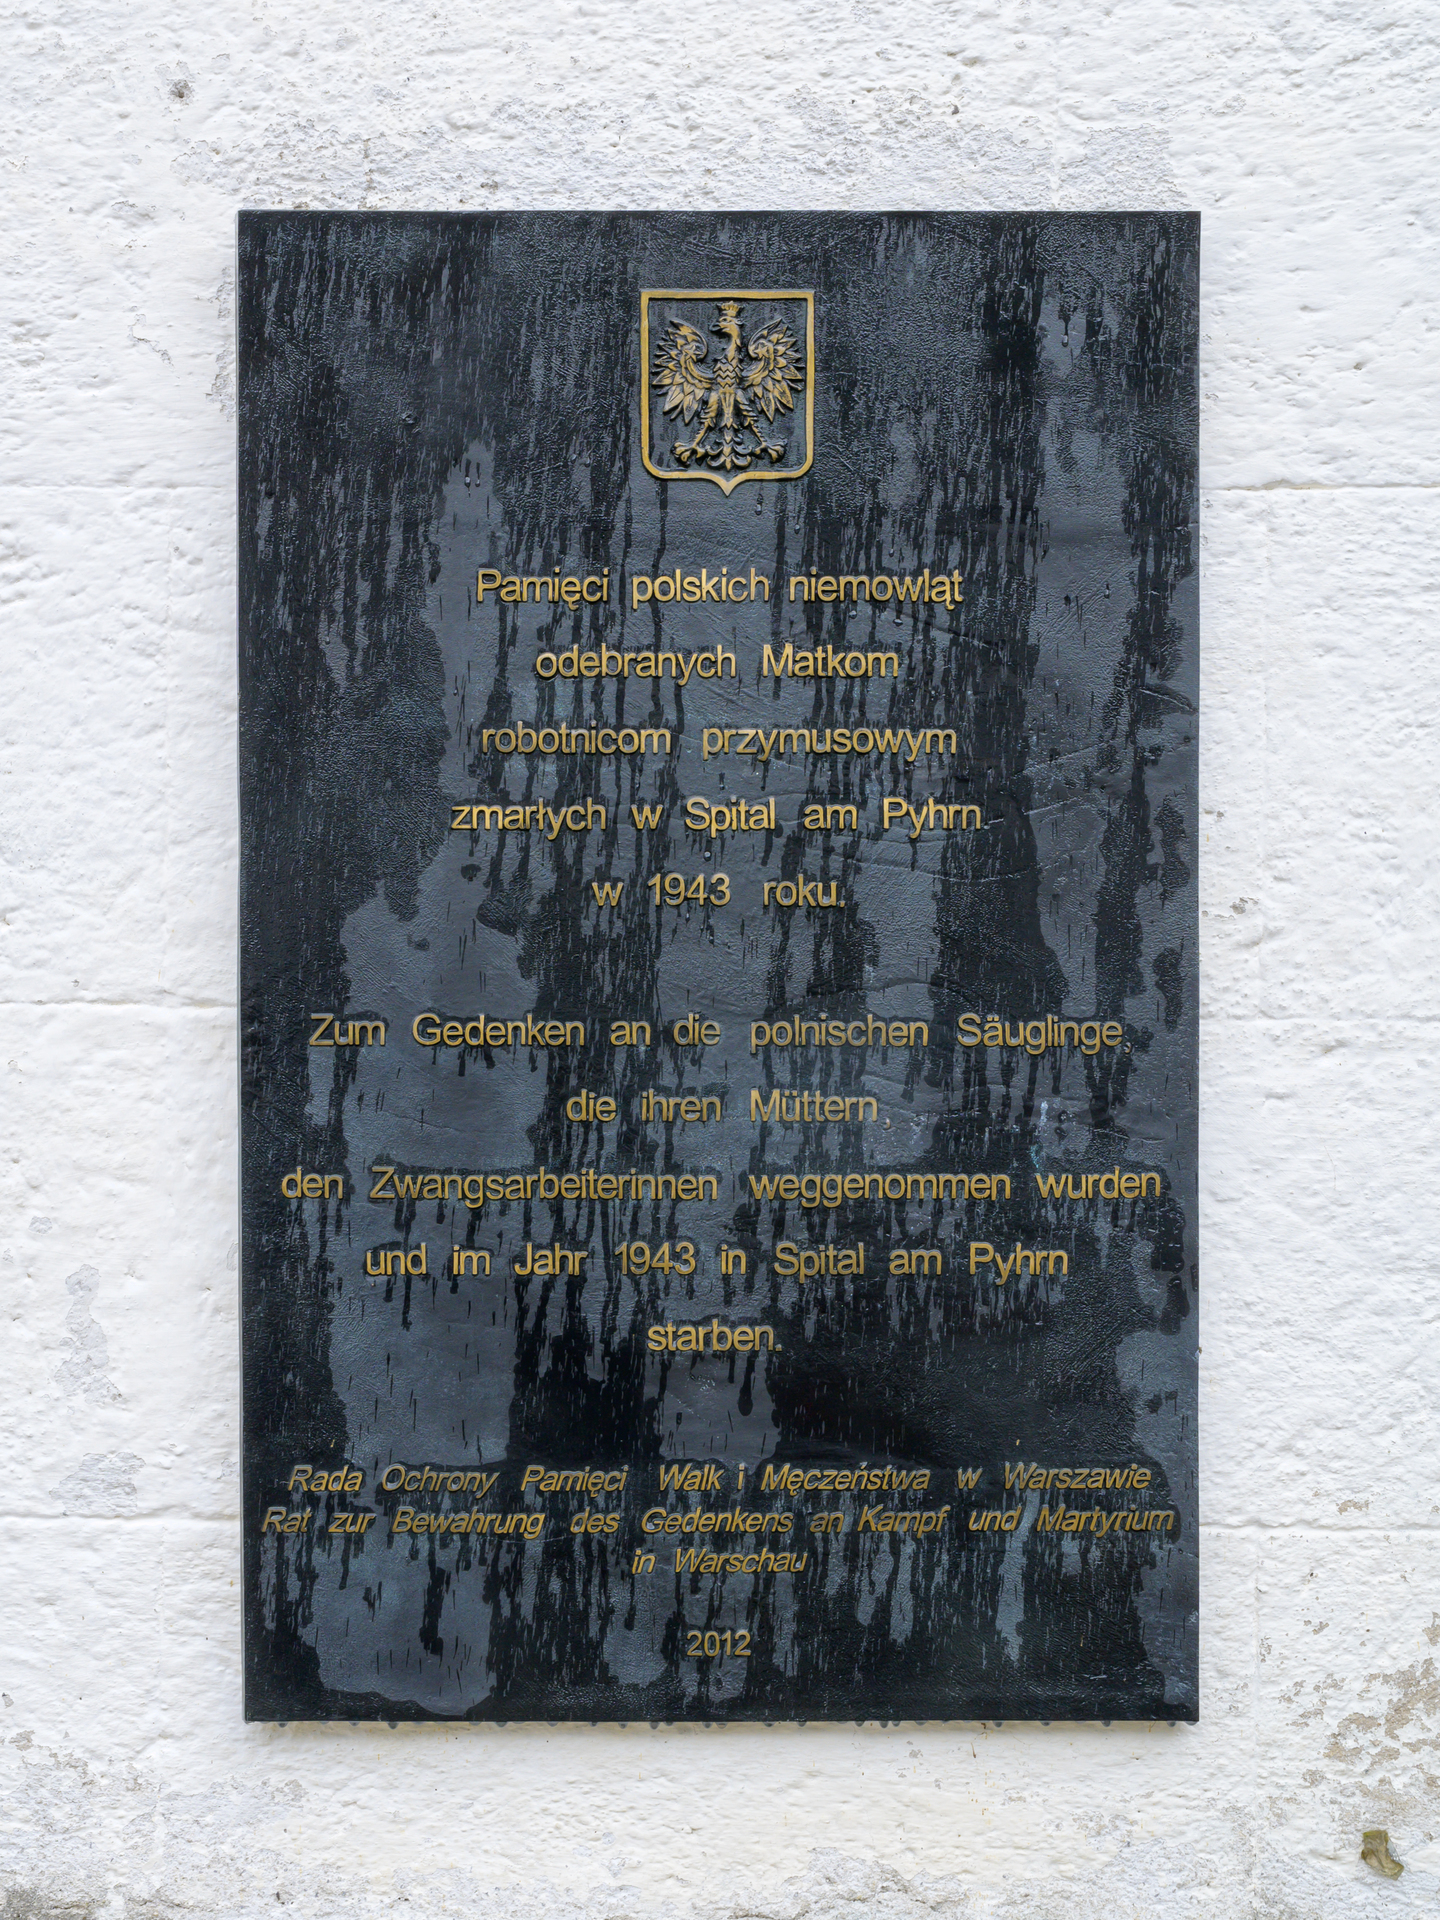 Pamięci polskich niemowląt
odebranych Matkom
robotnicom przymusowym
zmarłych w Spital am Pyhrn
w 1943 roku.
Zum Gedenken an die polnischen Säuglinge,
die ihren Müttern,
den Zwangsarbeiterinnen weggenommen wurden
und im Jahr 1943 in Spital am Pyhrn
starben.
Rada Ochrony Pamięci Walk i Męczeństwa w Warszawie
Rat zur Bewahrung des Gedenkens an Kampf und Martyrium
in Warschau
2012